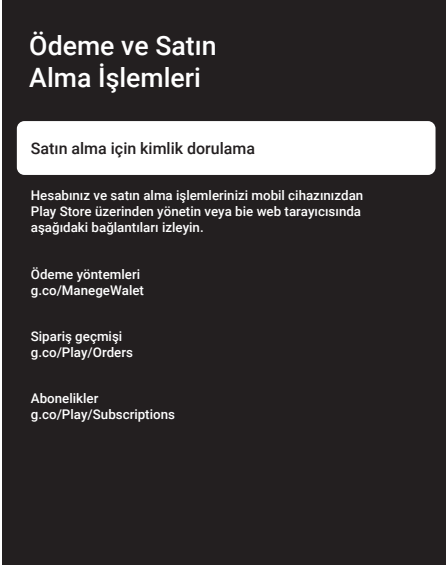 Ödeme ve Satın
Alma İşlemleri
Satın alma için kimlik dorulama
Hesabınız ve satın alma işlemlerinizi mobil cihazınızdan
Play Store üzerinden yönetin veya bie web tarayıcısında
aşağıdaki bağlantıları izleyin.
Ödeme yöntemleri
g.co/ManegeWalet
Sipariş geçmişi
g.co/Play/Orders
Abonelikler
g.co/Play/Subscriptions